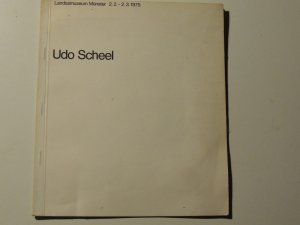 Landesmuseum Münster 2.2.-2.3.1975
Udo Scheel